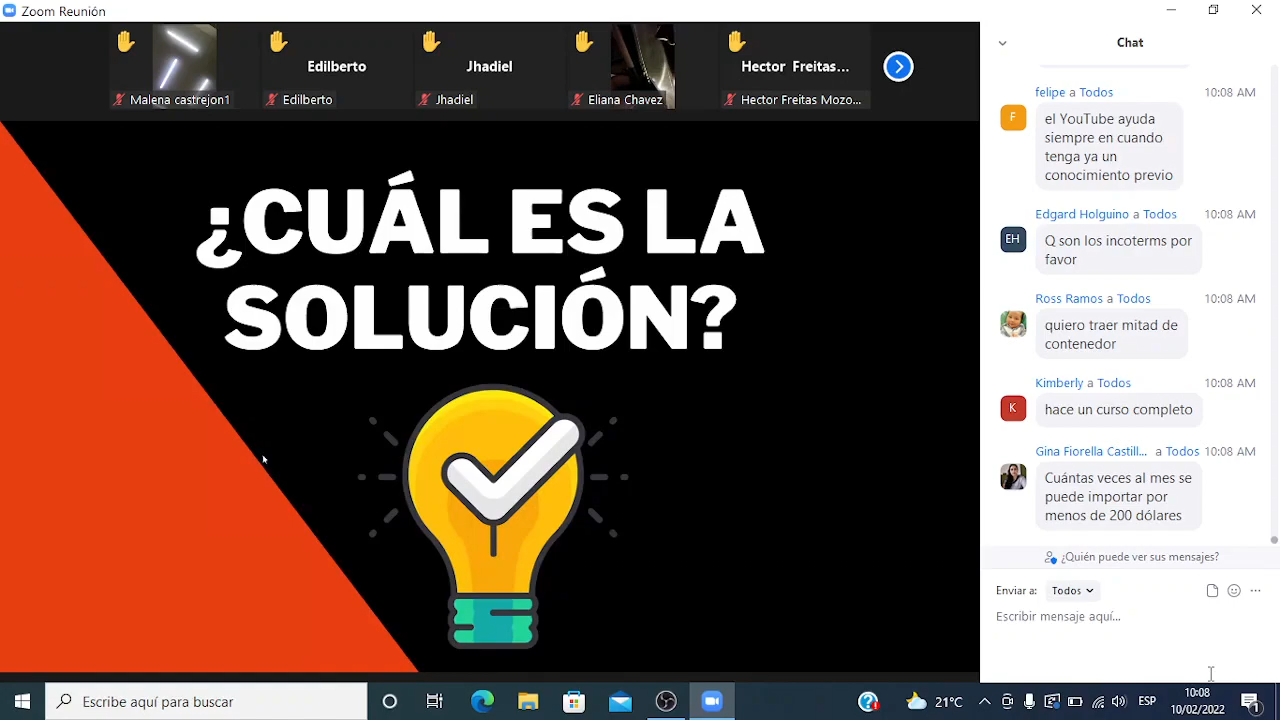 Zoom Reunión
Edilberto
Jhadiel
Hector Freitas...
Malena castrejon1
Edilberto
Jhadiel
Eliana Chavez
Hector Freitas Mozo...
¿CUÁL ES LA
SOLUCIÓN?
Chat
felipe a Todos 10:08 AM
F
el YouTube ayuda
siempre en cuando
tenga ya un
conocimiento previo
Edgard Holguino a Todos 10:08 AM
EH
Q son los incoterms por
favor
Ross Ramos a Todos 10:08 AM
quiero traer mitad de
contenedor
Kimberly a Todos 10:08 AM
K
hace un curso completo
Gina Fiorella Castill... a Todos 10:08 AM
Cuántas veces al mes se
puede importar por
menos de 200 dólares
¿Quién puede ver sus mensajes?
Enviar a: Todos
Escribir mensaje aquí...
Escribe aquí para buscar
21°C
ESP
10:08
10/02/2022
1